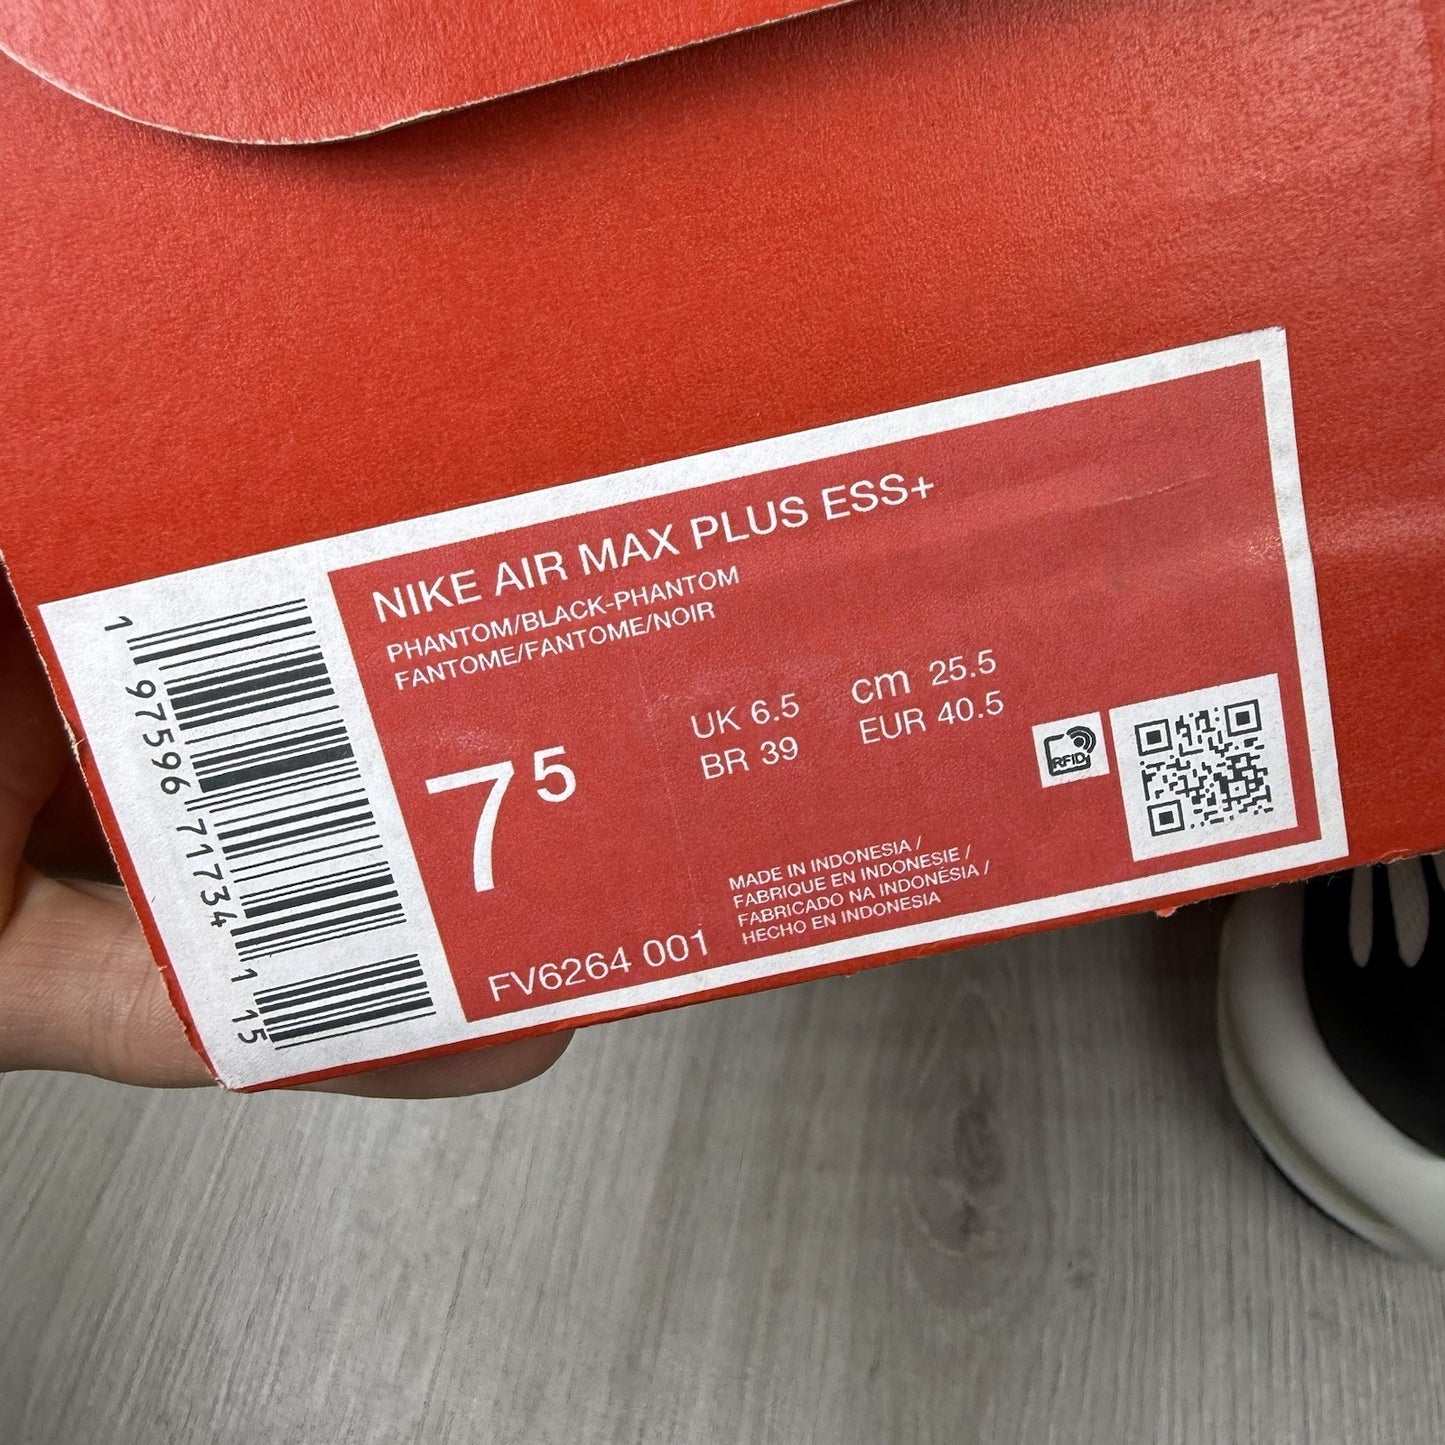 NIKE AIR MAX PLUS ESS+
PHANTOM/BLACK-PHANTOM
FANTOME/FANTOME/NOIR
7⁵
UK 6.5 cm 25.5
BR 39 EUR 40.5
RFID
MADE IN INDONESIA /
FABRIQUE EN INDONESIE /
FABRICADO NA INDONÉSIA /
HECHO EN INDONESIA
FV6264 001
1 97596 71734 1 15